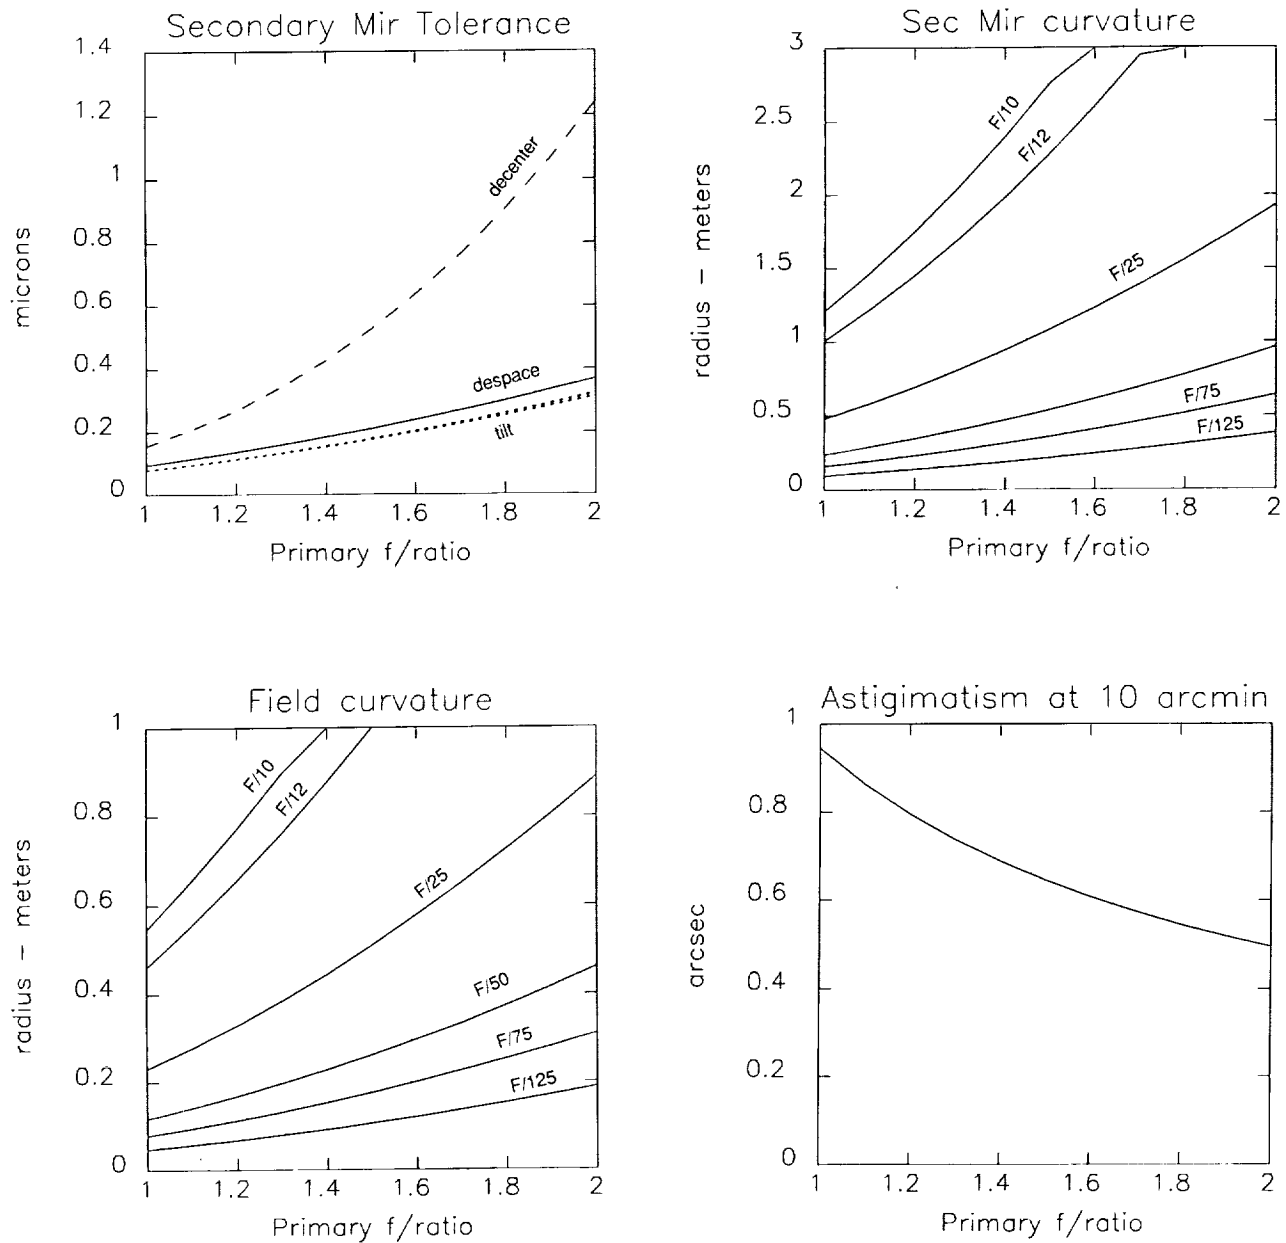 Secondary Mir Tolerance
1.4
1.2
1
0.8
0.6
0.4
0.2
0
microns
decenter
despace
tilt
1 1.2 1.4 1.6 1.8 2
Primary f/ratio
Sec Mir curvature
3
2.5
2
1.5
1
0.5
0
radius - meters
F/10
F/12
F/25
F/75
F/125
1 1.2 1.4 1.6 1.8 2
Primary f/ratio
Field curvature
1
0.8
0.6
0.4
0.2
0
radius - meters
F/10
F/12
F/25
F/50
F/75
F/125
1 1.2 1.4 1.6 1.8 2
Primary f/ratio
Astigimatism at 10 arcmin
1
0.8
0.6
0.4
0.2
0
arcsec
1 1.2 1.4 1.6 1.8 2
Primary f/ratio